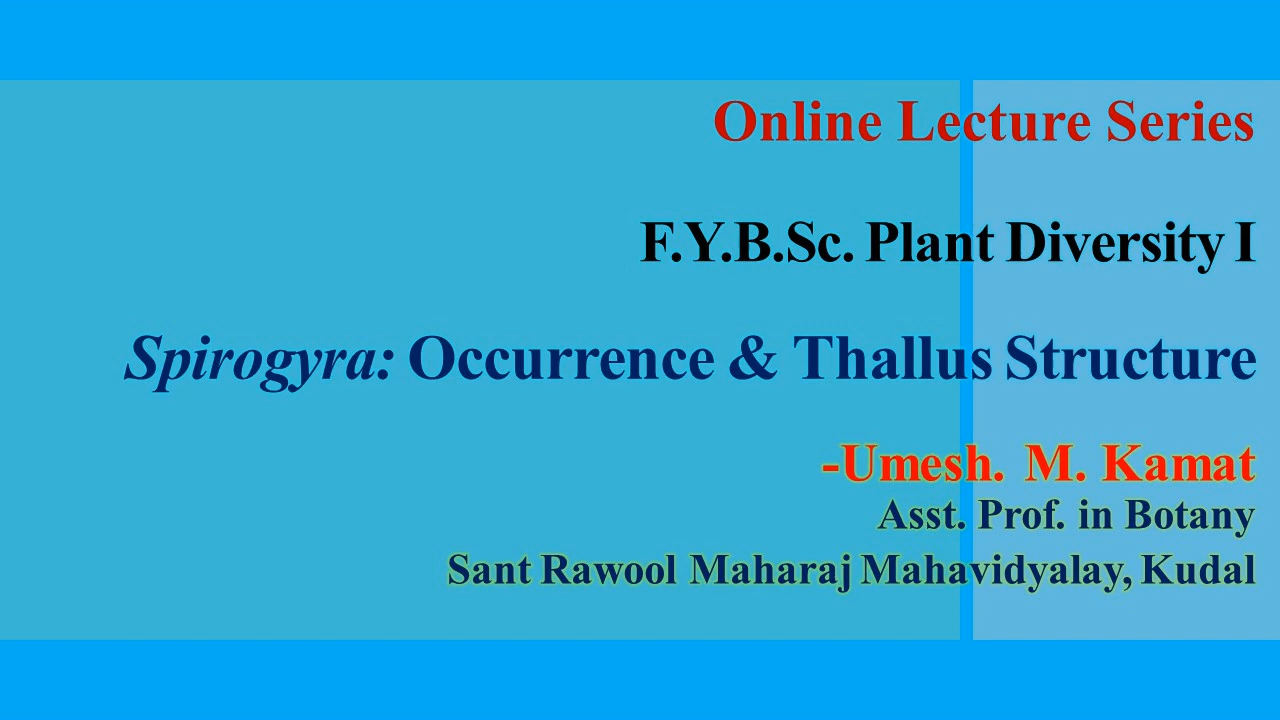 Online Lecture Series
F.Y.B.Sc. Plant Diversity I
Spirogyra: Occurrence & Thallus Structure
-Umesh. M. Kamat
Asst. Prof. in Botany
Sant Rawool Maharaj Mahavidyalay, Kudal